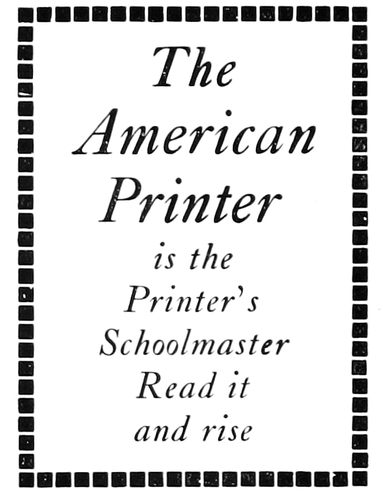 The
American
Printer
is the
Printer's
Schoolmaster
Read it
and rise